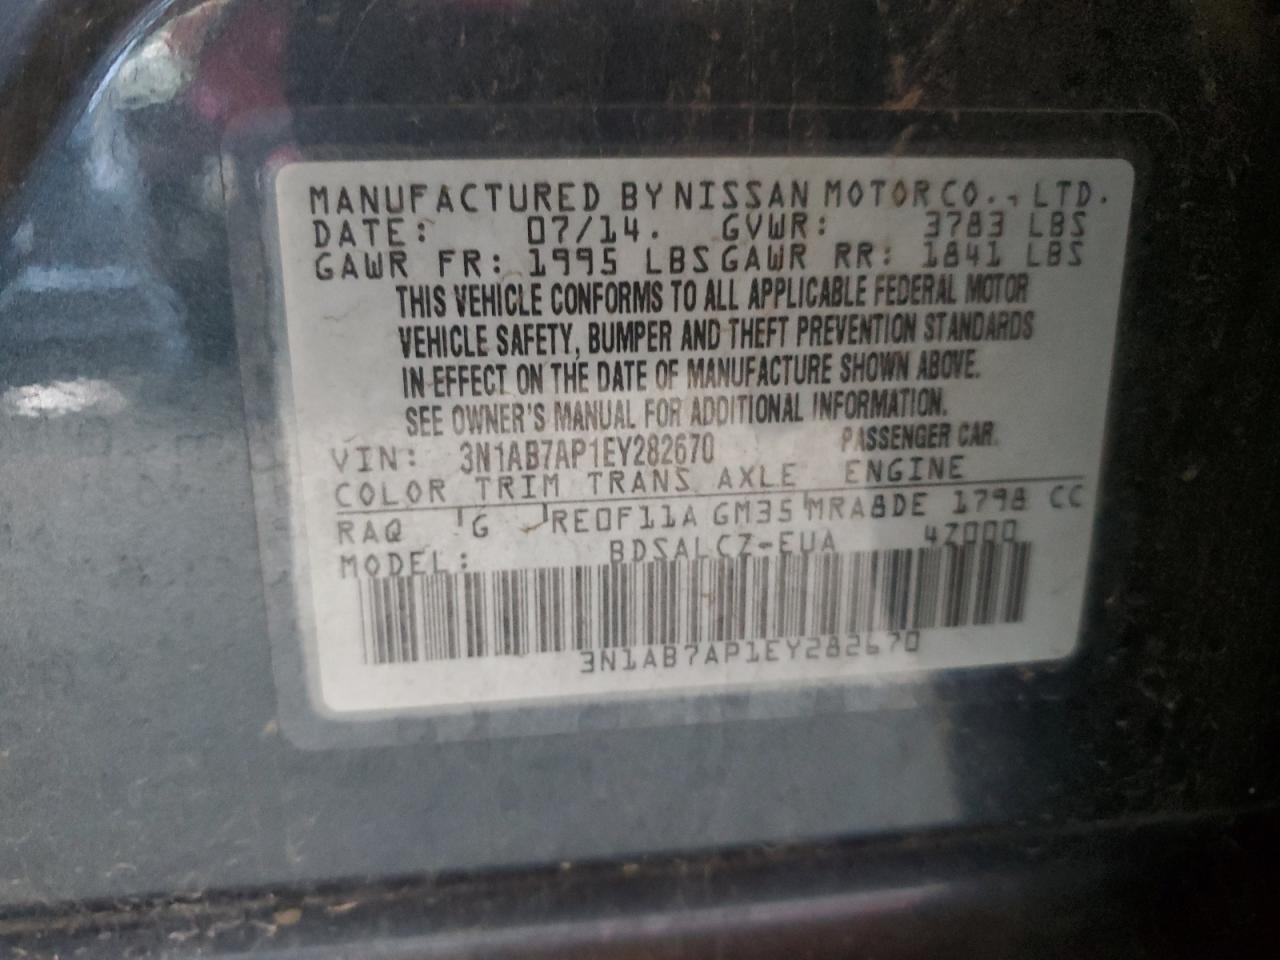 MANUFACTURED BY NISSAN MOTOR CO., LTD.
DATE: 07/14. GVWR: 3783 LBS
GAWR FR: 1995 LBS GAWR RR: 1841 LBS
THIS VEHICLE CONFORMS TO ALL APPLICABLE FEDERAL MOTOR
VEHICLE SAFETY, BUMPER AND THEFT PREVENTION STANDARDS
IN EFFECT ON THE DATE OF MANUFACTURE SHOWN ABOVE.
SEE OWNER'S MANUAL FOR ADDITIONAL INFORMATION.
VIN: 3N1AB7AP1EY282670 PASSENGER CAR.
COLOR TRIM TRANS AXLE ENGINE
RAQ G RE0F11A GM35 MRA8DE 1798 CC
MODEL: BDSALCZ-EUA 4Z000
3N1AB7AP1EY282670